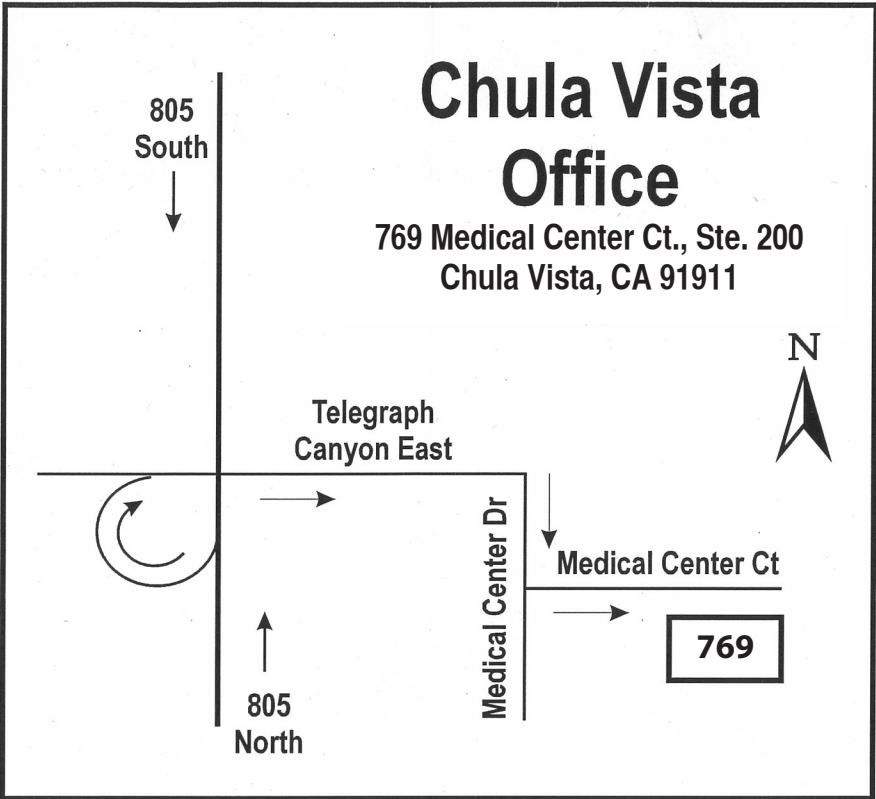 Chula Vista
Office
769 Medical Center Ct., Ste. 200
Chula Vista, CA 91911
805
South
N
Telegraph
Canyon East
Medical Center Dr
Medical Center Ct
769
805
North